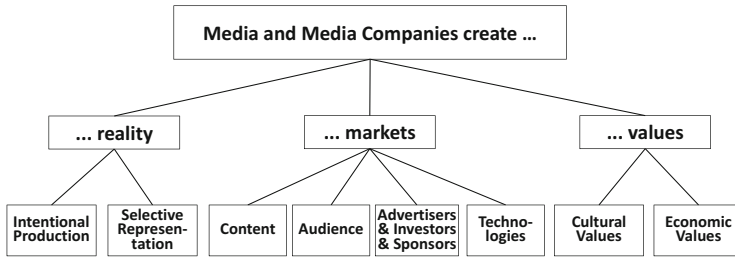 Media and Media Companies create ...
... reality
... markets
... values
Intentional
Production
Selective
Represen-
tation
Content
Audience
Advertisers
& Investors
& Sponsors
Techno-
logies
Cultural
Values
Economic
Values